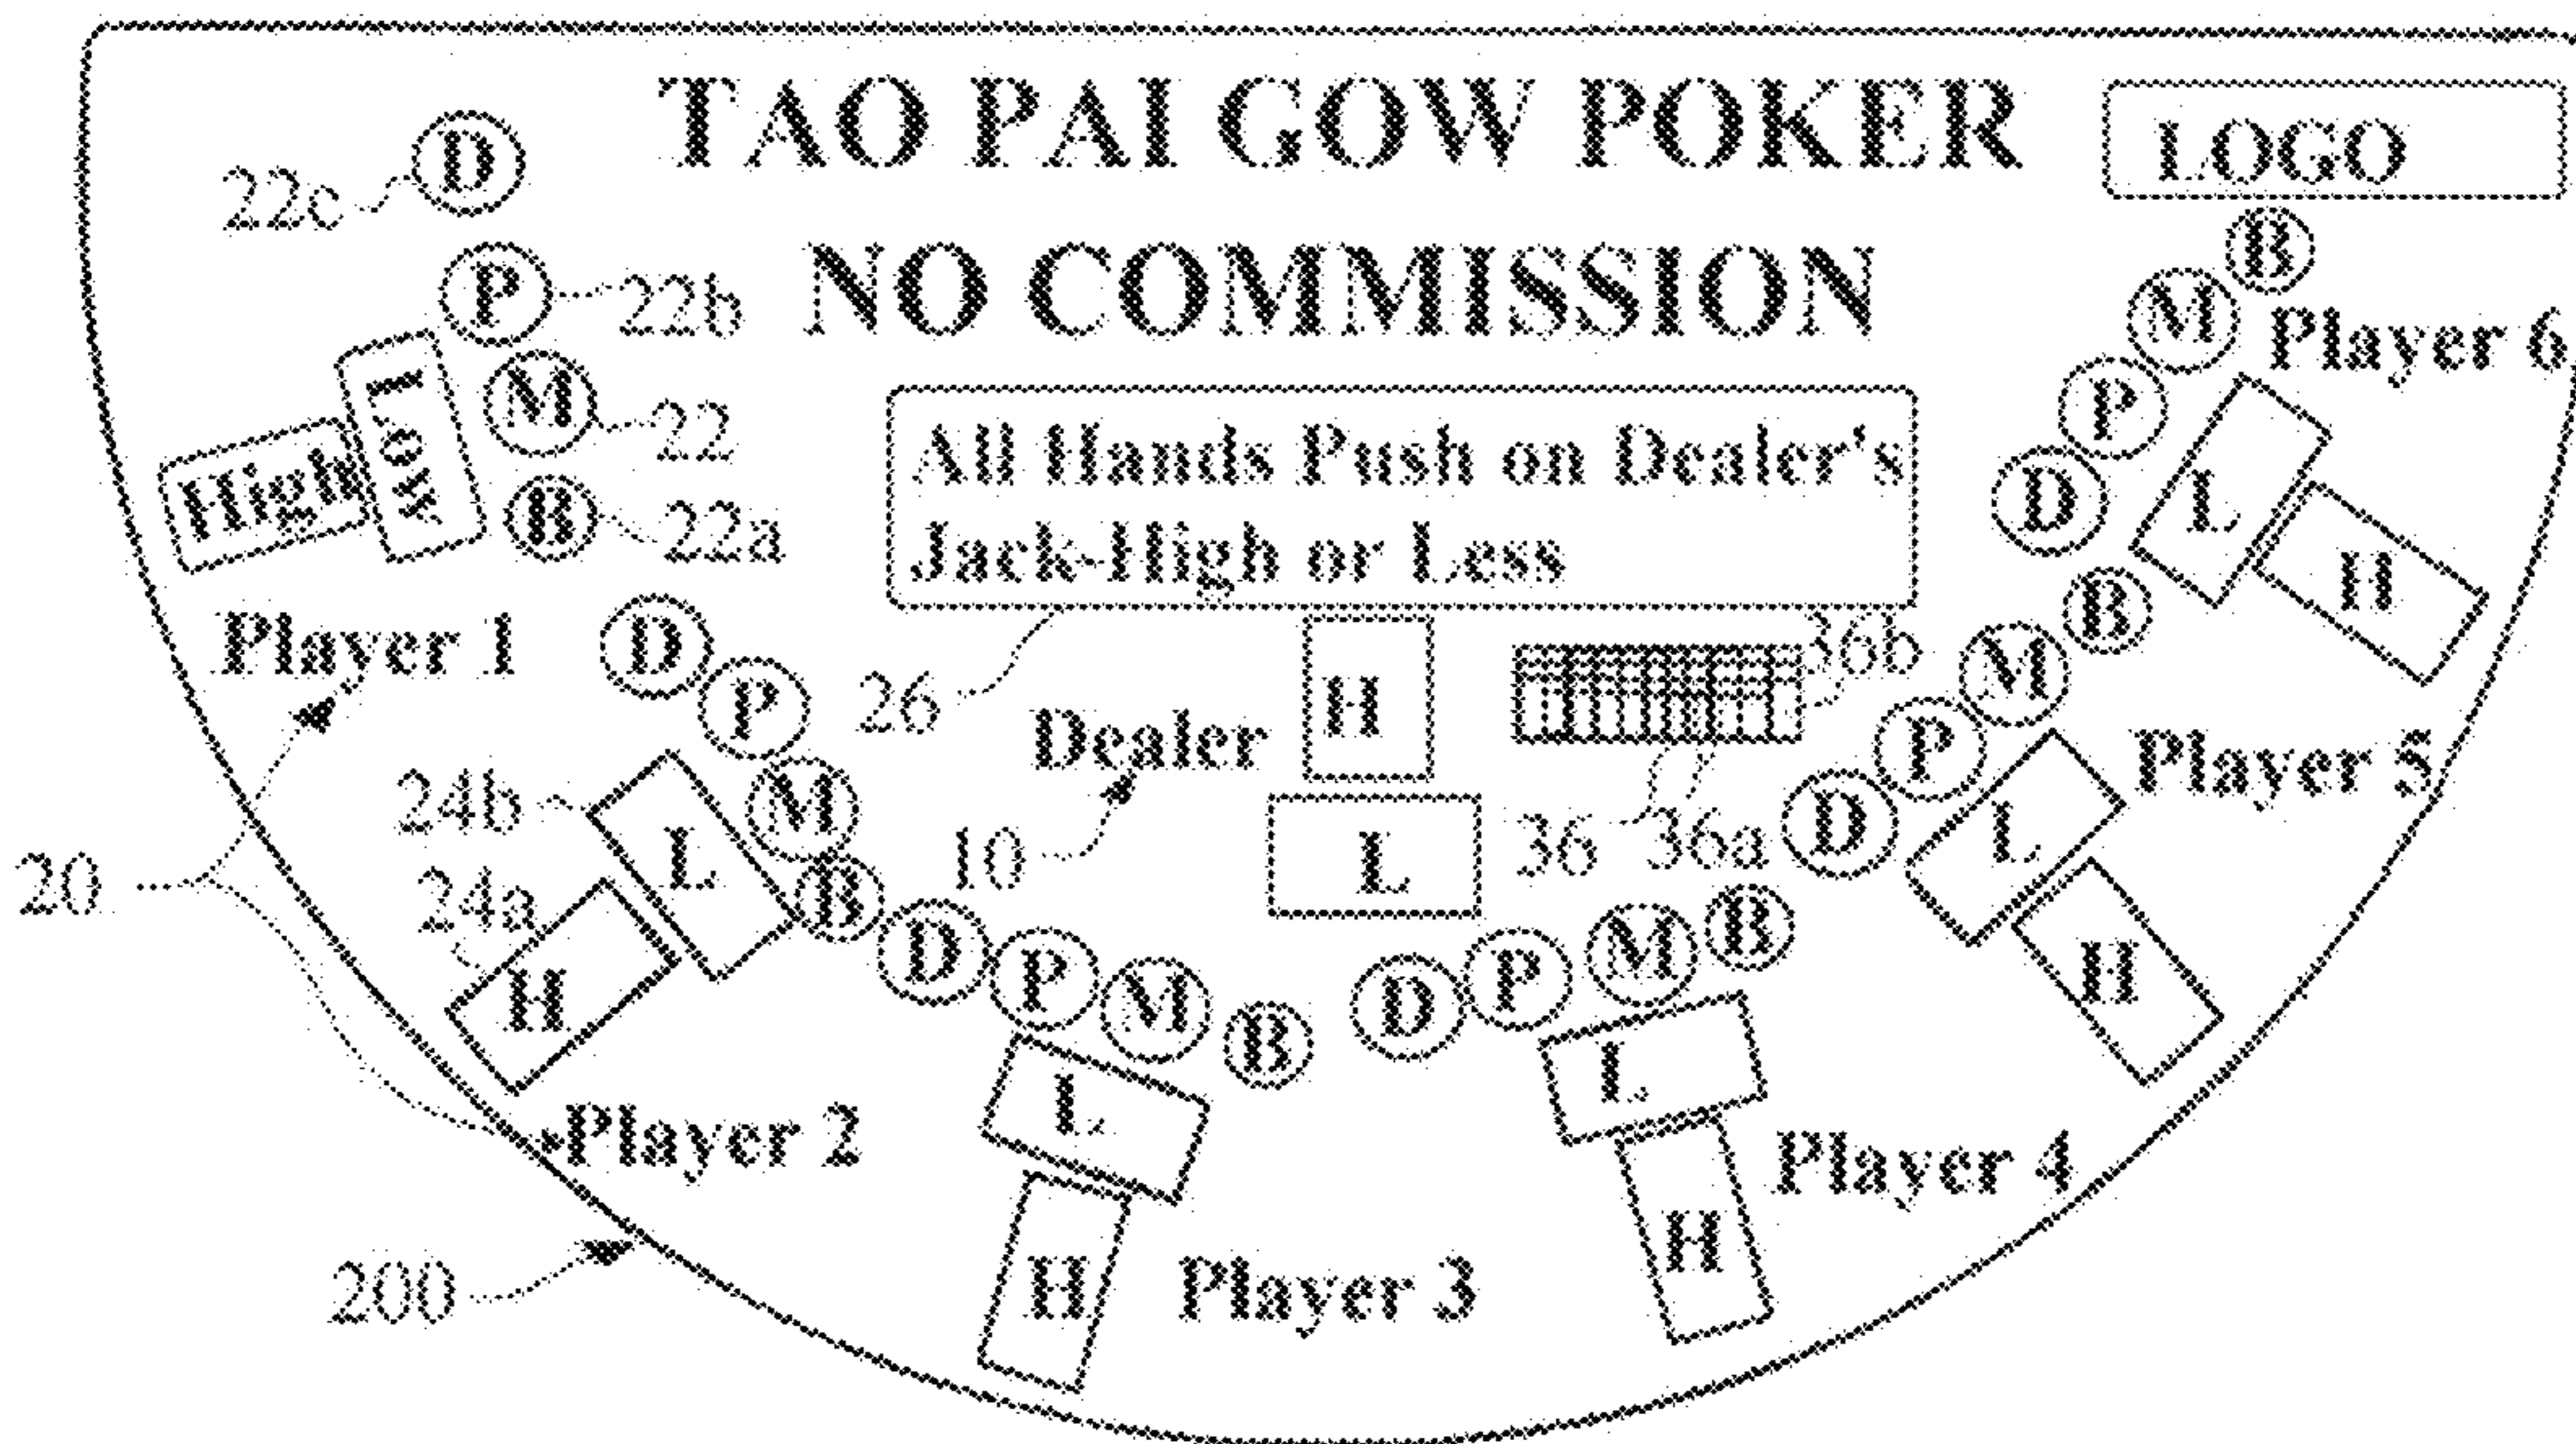 TAO PAI GOW POKER
LOGO
NO COMMISSION
All Hands Push on Dealer's
Jack-High or Less
26
D
22c
P
22b
M
22
B
22a
LOW
High
Player 1
20
D
P
M
B
24b
L
24a
H
Player 2
200
D
P
M
B
L
H
Player 3
Dealer
10
H
L
36
36a
36b
D
P
M
B
L
H
Player 4
D
P
M
B
L
H
Player 5
D
P
M
B
L
H
Player 6